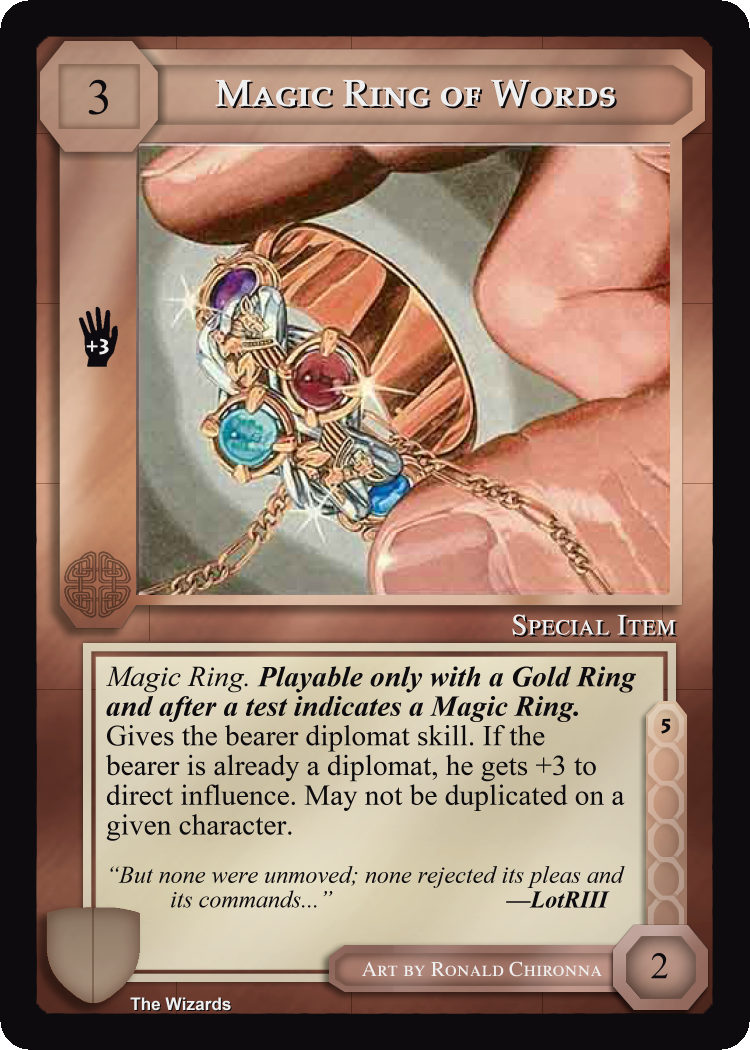 3
Magic Ring of Words
+3
Special Item
Magic Ring. Playable only with a Gold Ring
and after a test indicates a Magic Ring.
Gives the bearer diplomat skill. If the
bearer is already a diplomat, he gets +3 to
direct influence. May not be duplicated on a
given character.
5
“But none were unmoved; none rejected its pleas and
its commands...” —LotRIII
Art by Ronald Chironna
2
The Wizards